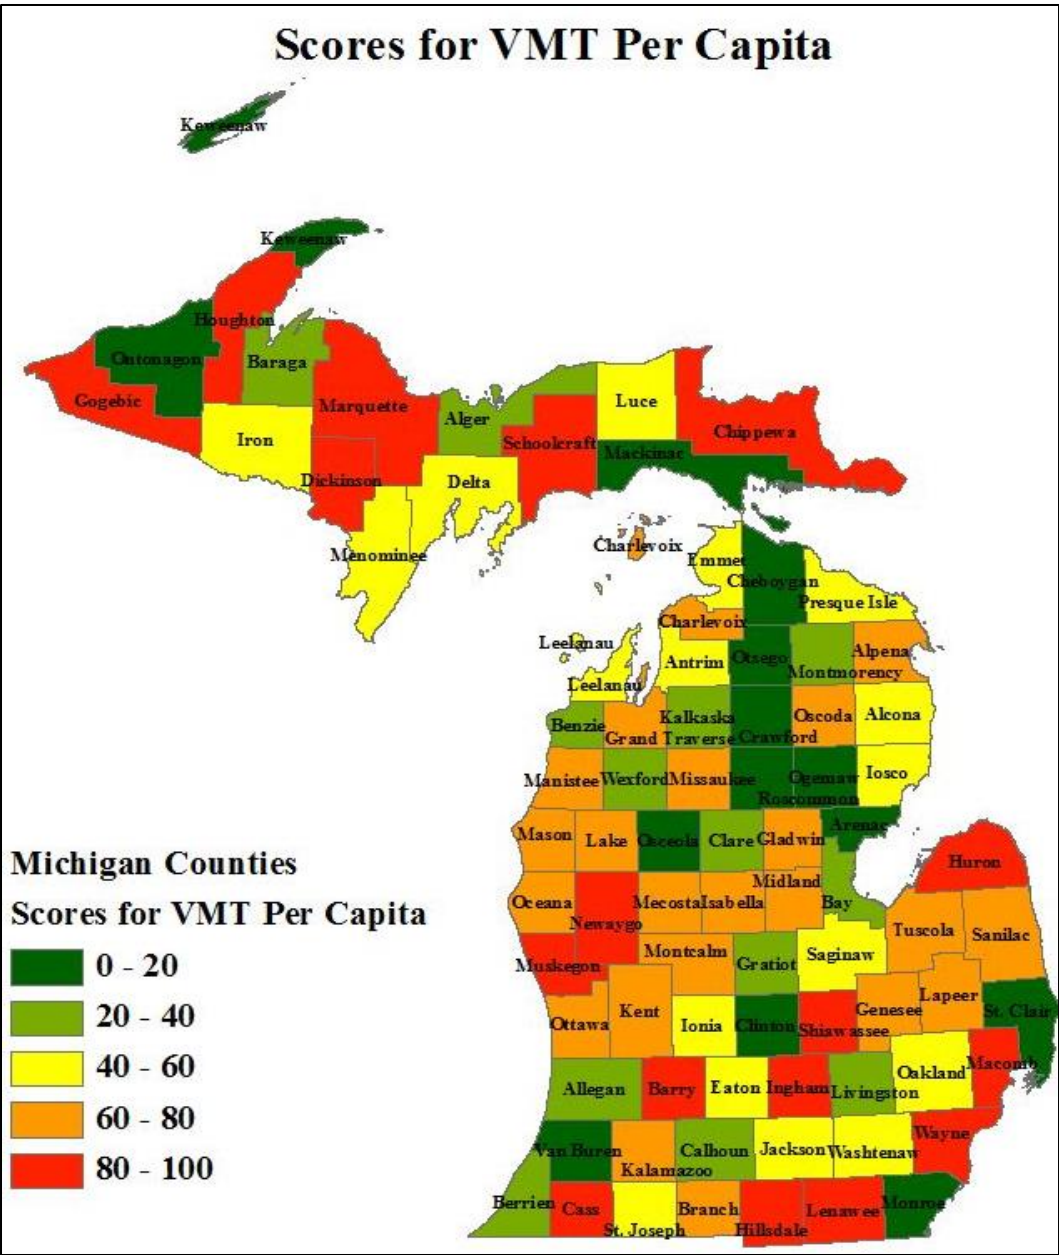 Scores for VMT Per Capita
Keweenaw
Keweenaw
Houghton
Ontonagon
Baraga
Gogebic
Marquette
Alger
Luce
Chippewa
Iron
Schoolcraft
Mackinac
Dickinson
Delta
Menominee
Charlevoix
Emmet
Cheboygan
Presque Isle
Charlevoix
Leelanau
Antrim
Otsego
Alpena
Montmorency
Leelanau
Benzie
Kalkaska
Oscoda
Alcona
Grand Traverse
Crawford
Manistee
Wexford
Missaukee
Ogemaw
Iosco
Roscommon
Mason
Lake
Osceola
Clare
Gladwin
Arenac
Huron
Oceana
Newaygo
Mecosta
Isabella
Midland
Bay
Tuscola
Sanilac
Muskegon
Montcalm
Gratiot
Saginaw
Ottawa
Kent
Ionia
Clinton
Shiawassee
Genesee
Lapeer
St. Clair
Allegan
Barry
Eaton
Ingham
Livingston
Oakland
Macomb
Van Buren
Kalamazoo
Calhoun
Jackson
Washtenaw
Wayne
Berrien
Cass
St. Joseph
Branch
Hillsdale
Lenawee
Monroe
Michigan Counties
Scores for VMT Per Capita
0 - 20
20 - 40
40 - 60
60 - 80
80 - 100